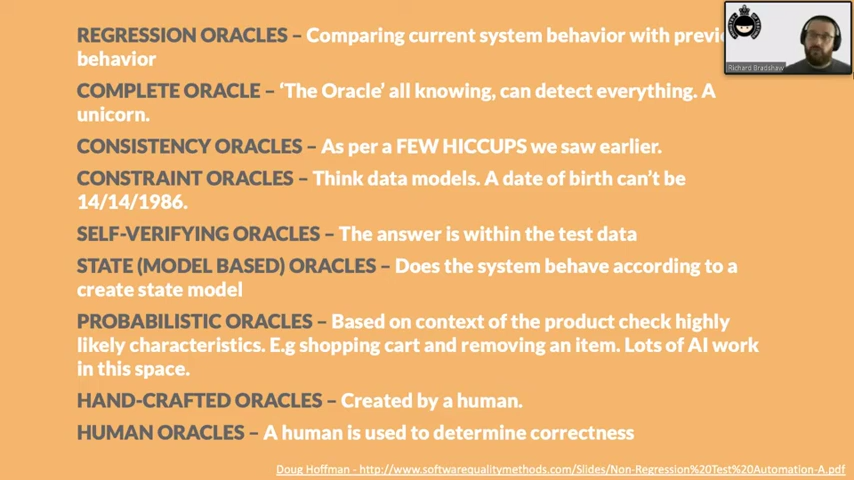 REGRESSION ORACLES – Comparing current system behavior with previo
behavior
COMPLETE ORACLE – ‘The Oracle’ all knowing, can detect everything. A
unicorn.
CONSISTENCY ORACLES – As per a FEW HICCUPS we saw earlier.
CONSTRAINT ORACLES – Think data models. A date of birth can’t be
14/14/1986.
SELF-VERIFYING ORACLES – The answer is within the test data
STATE (MODEL BASED) ORACLES – Does the system behave according to a
create state model
PROBABILISTIC ORACLES – Based on context of the product check highly
likely characteristics. E.g shopping cart and removing an item. Lots of AI work
in this space.
HAND-CRAFTED ORACLES – Created by a human.
HUMAN ORACLES – A human is used to determine correctness
Doug Hoffman - http://www.softwarequalitymethods.com/Slides/Non-Regression%20Test%20Automation-A.pdf
Richard Bradshaw